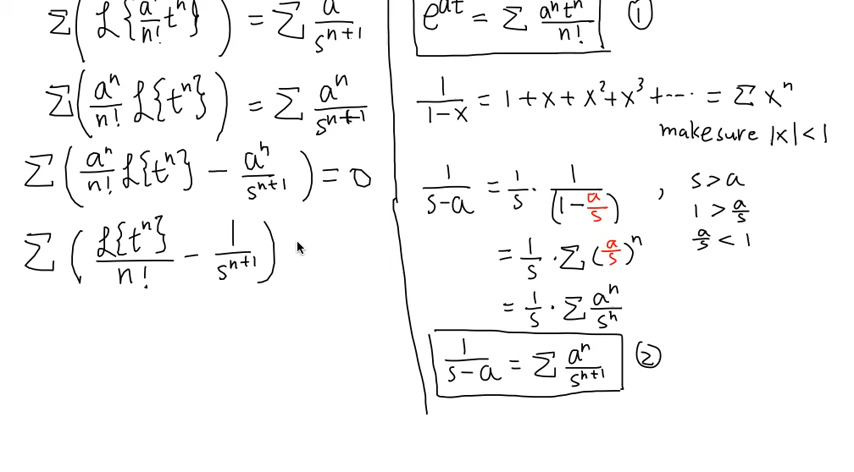 Σ(ℒ{aⁿ/n! tⁿ}) = Σ aⁿ/sⁿ⁺¹
Σ(aⁿ/n! ℒ{tⁿ}) = Σ aⁿ/sⁿ⁺¹
Σ(aⁿ/n! ℒ{tⁿ} − aⁿ/sⁿ⁺¹) = 0
Σ(ℒ{tⁿ}/n! − 1/sⁿ⁺¹)
e^{at} = Σ aⁿtⁿ/n! ①
1/(1−x) = 1 + x + x² + x³ + ···· = Σ xⁿ
make sure |x| < 1
1/(s−a) = 1/s · 1/(1−a/s) , s > a
1 > a/s
= 1/s · Σ (a/s)ⁿ a/s < 1
= 1/s · Σ aⁿ/sⁿ
1/(s−a) = Σ aⁿ/sⁿ⁺¹ ②